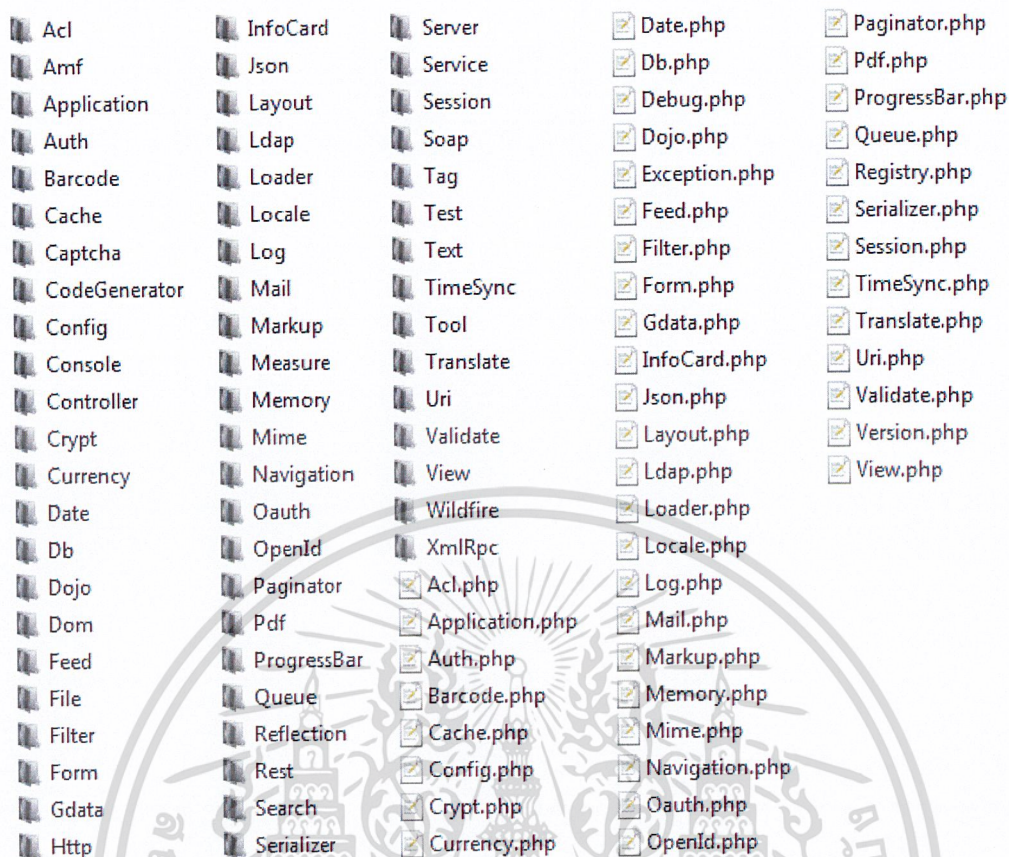 Acl
Amf
Application
Auth
Barcode
Cache
Captcha
CodeGenerator
Config
Console
Controller
Crypt
Currency
Date
Db
Dojo
Dom
Feed
File
Filter
Form
Gdata
Http
InfoCard
Json
Layout
Ldap
Loader
Locale
Log
Mail
Markup
Measure
Memory
Mime
Navigation
Oauth
OpenId
Paginator
Pdf
ProgressBar
Queue
Reflection
Rest
Search
Serializer
Server
Service
Session
Soap
Tag
Test
Text
TimeSync
Tool
Translate
Uri
Validate
View
Wildfire
XmlRpc
Acl.php
Application.php
Auth.php
Barcode.php
Cache.php
Config.php
Crypt.php
Currency.php
Date.php
Db.php
Debug.php
Dojo.php
Exception.php
Feed.php
Filter.php
Form.php
Gdata.php
InfoCard.php
Json.php
Layout.php
Ldap.php
Loader.php
Locale.php
Log.php
Mail.php
Markup.php
Memory.php
Mime.php
Navigation.php
Oauth.php
OpenId.php
Paginator.php
Pdf.php
ProgressBar.php
Queue.php
Registry.php
Serializer.php
Session.php
TimeSync.php
Translate.php
Uri.php
Validate.php
Version.php
View.php